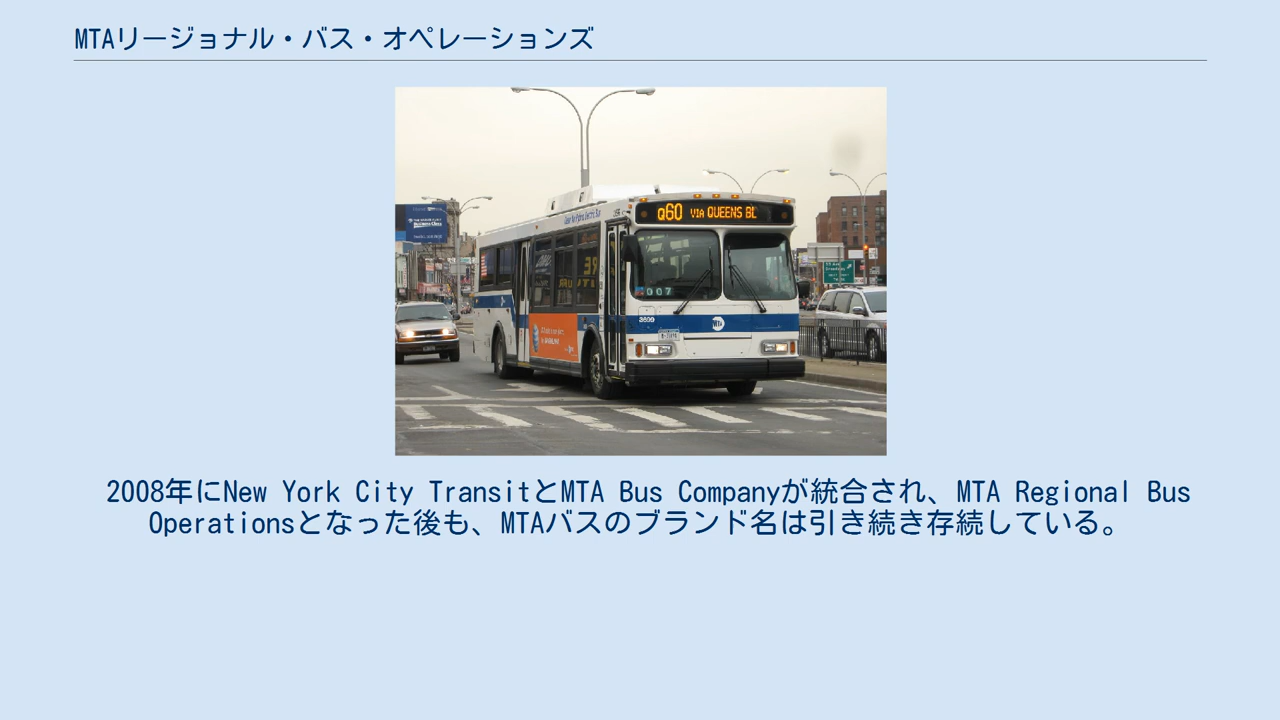 MTAリージョナル・バス・オペレーションズ
Q60 VIA QUEENS BL
007
3699
MTA
2008年にNew York City TransitとMTA Bus Companyが統合され、MTA Regional Bus
Operationsとなった後も、MTAバスのブランド名は引き続き存続している。